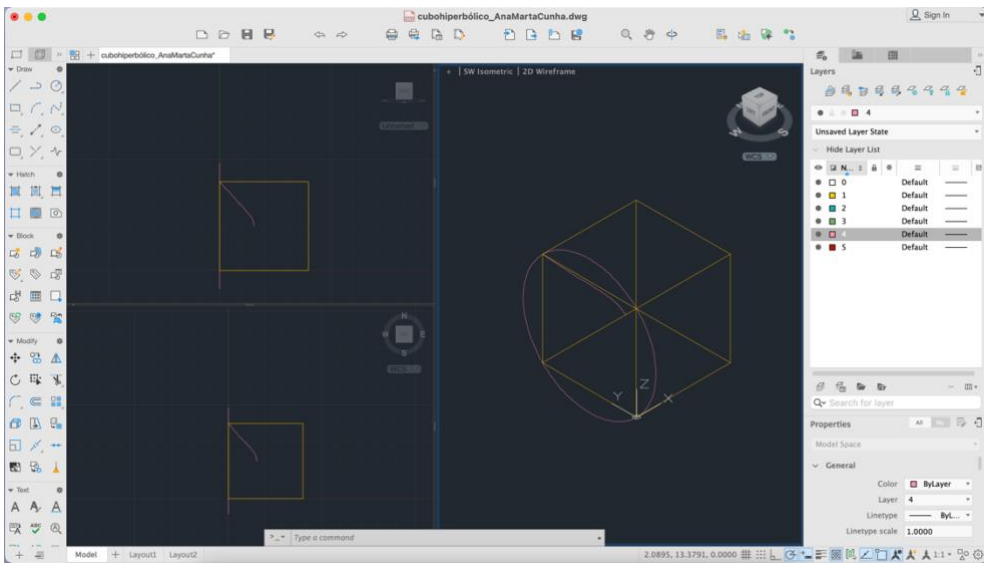 cubohiperbólico_AnaMartaCunha.dwg
Sign In
cubohiperbólico_AnaMartaCunha*
Draw
Hatch
Block
Modify
Text
Unnamed
N
S
WCS
+ SW Isometric 2D Wireframe
W
S
WCS
Y
Z
X
Type a command
Layers
4
Unsaved Layer State
Hide Layer List
N...
0 Default
1 Default
2 Default
3 Default
4 Default
5 Default
Search for layer
Properties
All
Model Space
General
Color ByLayer
Layer 4
Linetype ByL...
Linetype scale 1.0000
Model + Layout1 Layout2
2.0895, 13.3791, 0.0000
1:1